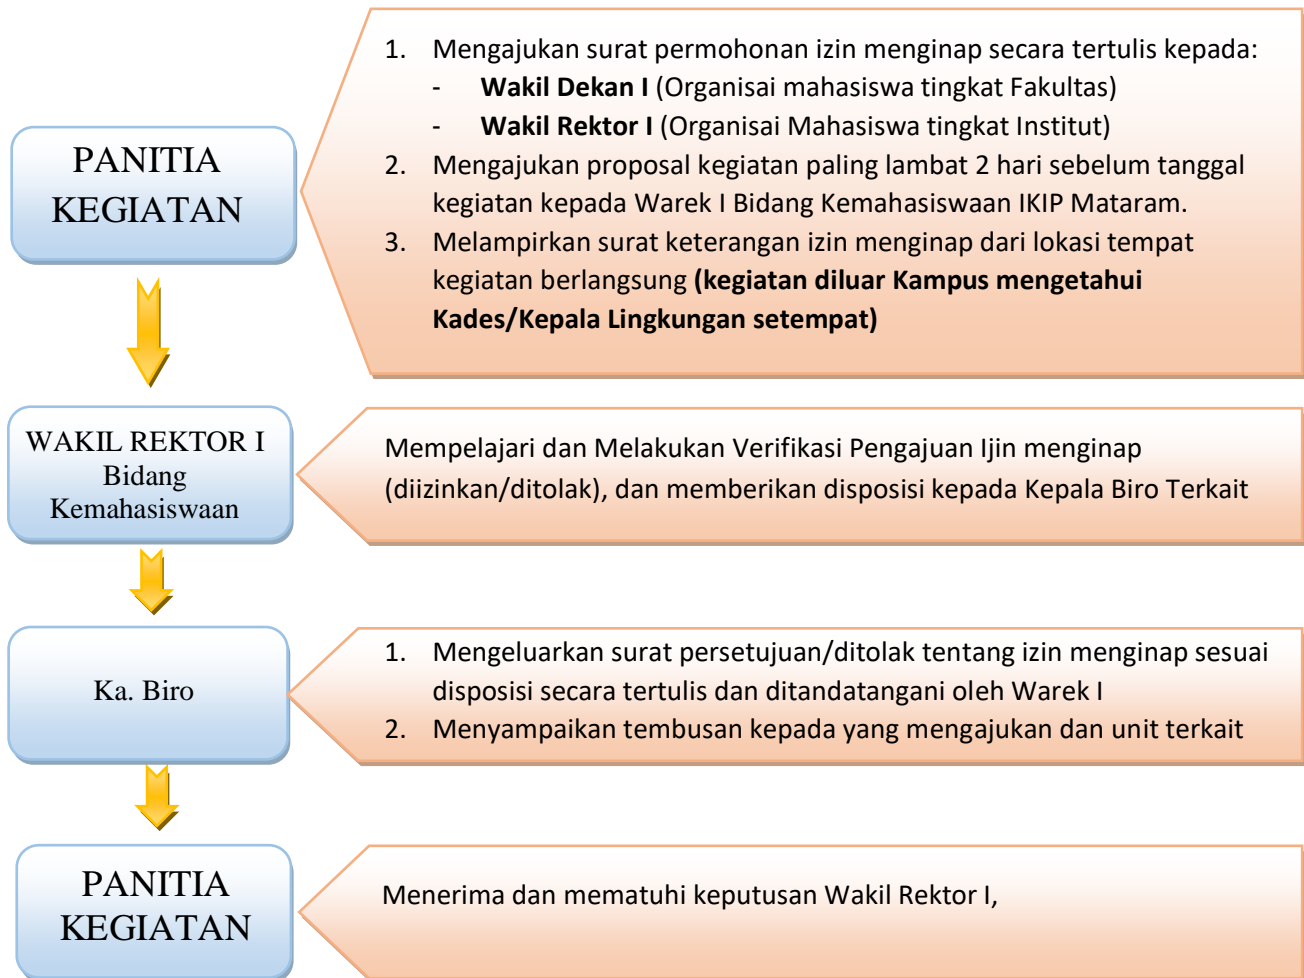 PANITIA
KEGIATAN
1. Mengajukan surat permohonan izin menginap secara tertulis kepada:
- Wakil Dekan I (Organisai mahasiswa tingkat Fakultas)
- Wakil Rektor I (Organisai Mahasiswa tingkat Institut)
2. Mengajukan proposal kegiatan paling lambat 2 hari sebelum tanggal
kegiatan kepada Warek I Bidang Kemahasiswaan IKIP Mataram.
3. Melampirkan surat keterangan izin menginap dari lokasi tempat
kegiatan berlangsung (kegiatan diluar Kampus mengetahui
Kades/Kepala Lingkungan setempat)
WAKIL REKTOR I
Bidang
Kemahasiswaan
Mempelajari dan Melakukan Verifikasi Pengajuan Ijin menginap
(diizinkan/ditolak), dan memberikan disposisi kepada Kepala Biro Terkait
Ka. Biro
1. Mengeluarkan surat persetujuan/ditolak tentang izin menginap sesuai
disposisi secara tertulis dan ditandatangani oleh Warek I
2. Menyampaikan tembusan kepada yang mengajukan dan unit terkait
PANITIA
KEGIATAN
Menerima dan mematuhi keputusan Wakil Rektor I,